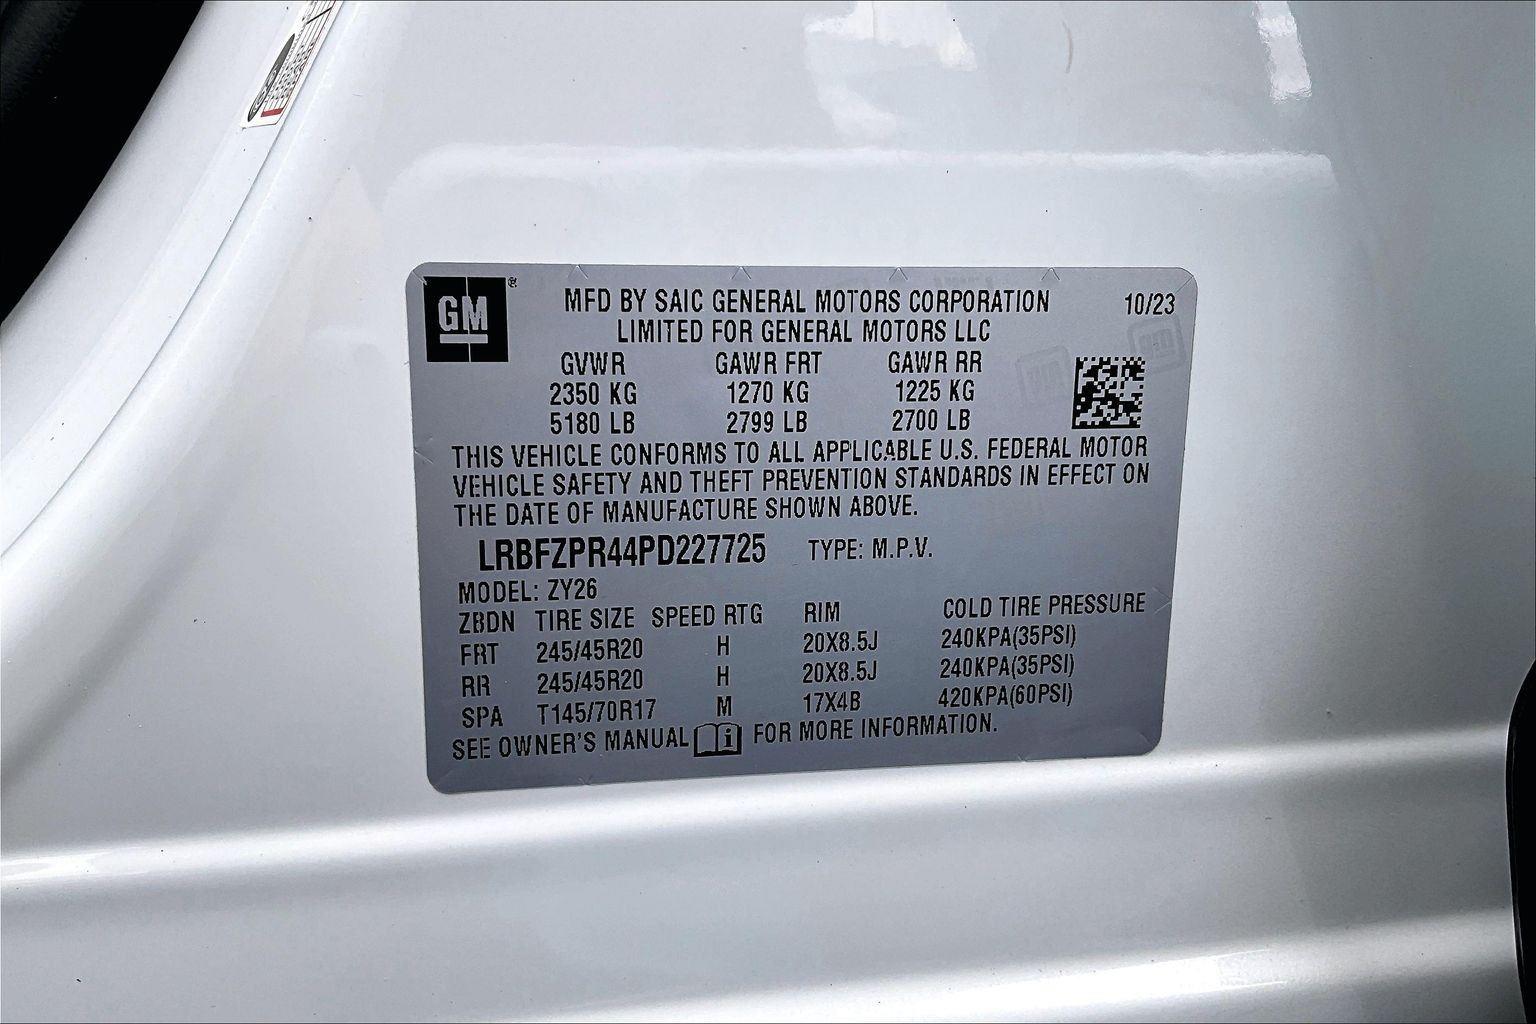 GM ®
MFD BY SAIC GENERAL MOTORS CORPORATION 10/23
LIMITED FOR GENERAL MOTORS LLC
GVWR GAWR FRT GAWR RR
2350 KG 1270 KG 1225 KG
5180 LB 2799 LB 2700 LB
THIS VEHICLE CONFORMS TO ALL APPLICABLE U.S. FEDERAL MOTOR
VEHICLE SAFETY AND THEFT PREVENTION STANDARDS IN EFFECT ON
THE DATE OF MANUFACTURE SHOWN ABOVE.
LRBFZPR44PD227725 TYPE: M.P.V.
MODEL: ZY26
ZBDN TIRE SIZE SPEED RTG RIM COLD TIRE PRESSURE
FRT 245/45R20 H 20X8.5J 240KPA(35PSI)
RR 245/45R20 H 20X8.5J 240KPA(35PSI)
SPA T145/70R17 M 17X4B 420KPA(60PSI)
SEE OWNER'S MANUAL i FOR MORE INFORMATION.